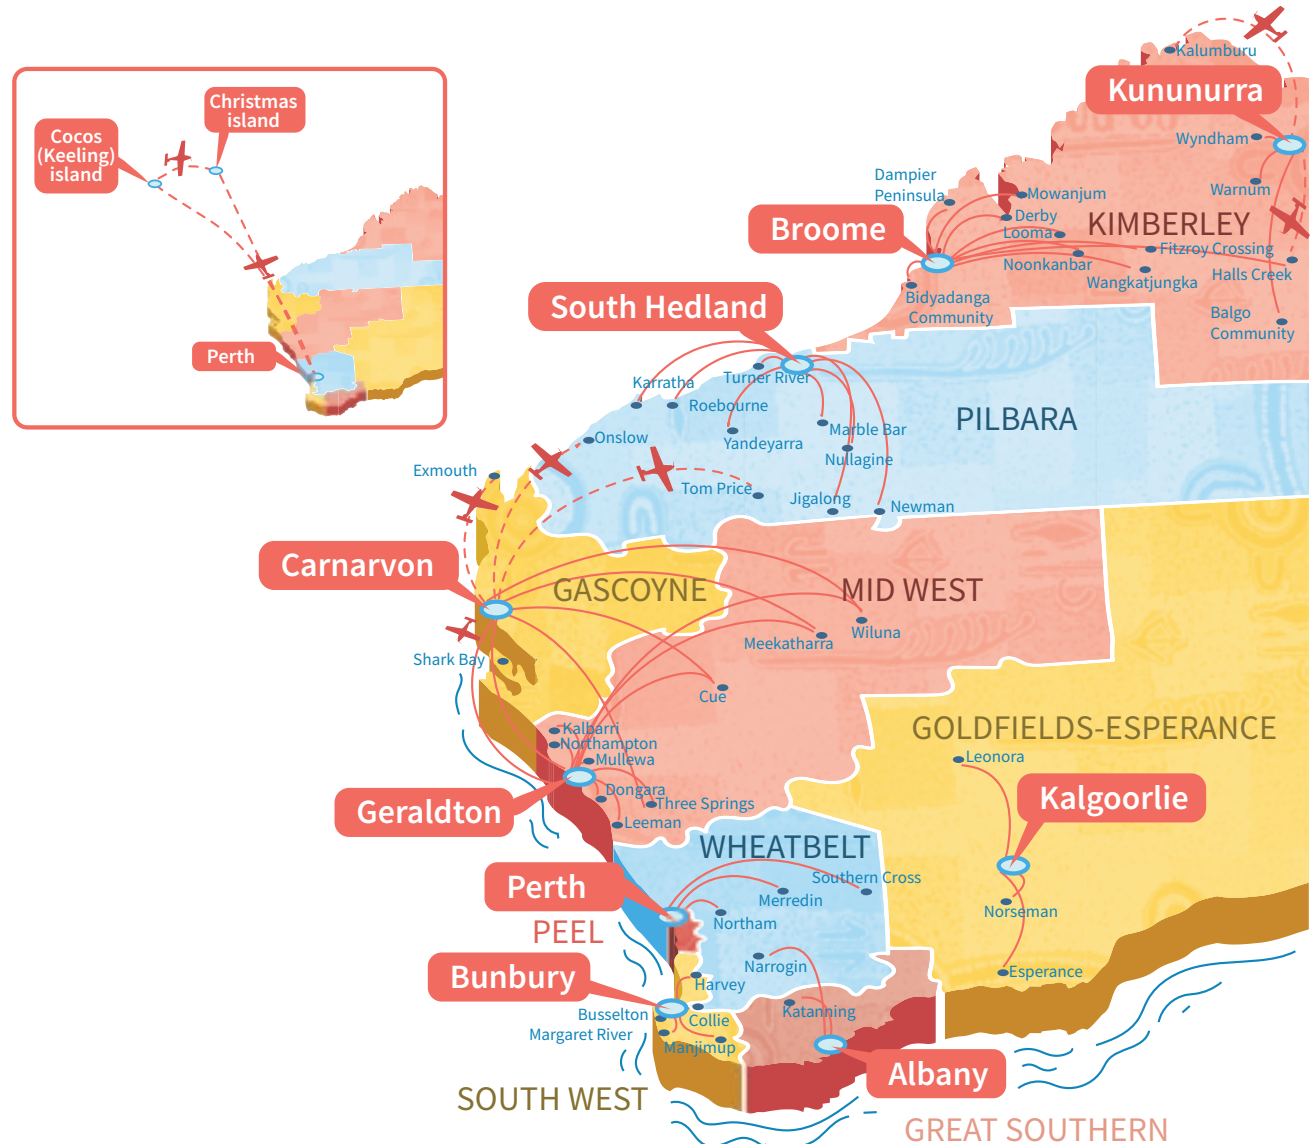 Christmas
island
Cocos
(Keeling)
island
Perth
Kalumburu
Kununurra
Wyndham
Warnum
Dampier
Peninsula
Mowanjum
Derby
Looma
KIMBERLEY
Broome
Fitzroy Crossing
Noonkanbar
Wangkatjungka
Halls Creek
Bidyadanga
Community
Balgo
Community
South Hedland
Turner River
Karratha
Roebourne
PILBARA
Marble Bar
Onslow
Yandeyarra
Nullagine
Exmouth
Tom Price
Jigalong
Newman
Carnarvon
GASCOYNE
MID WEST
Wiluna
Meekatharra
Shark Bay
Cue
Kalbarri
Northampton
Mullewa
GOLDFIELDS-ESPERANCE
Leonora
Dongara
Three Springs
Geraldton
Leeman
Kalgoorlie
WHEATBELT
Southern Cross
Perth
Merredin
Norseman
Northam
PEEL
Narrogin
Esperance
Bunbury
Harvey
Busselton
Collie
Katanning
Margaret River
Manjimup
Albany
SOUTH WEST
GREAT SOUTHERN